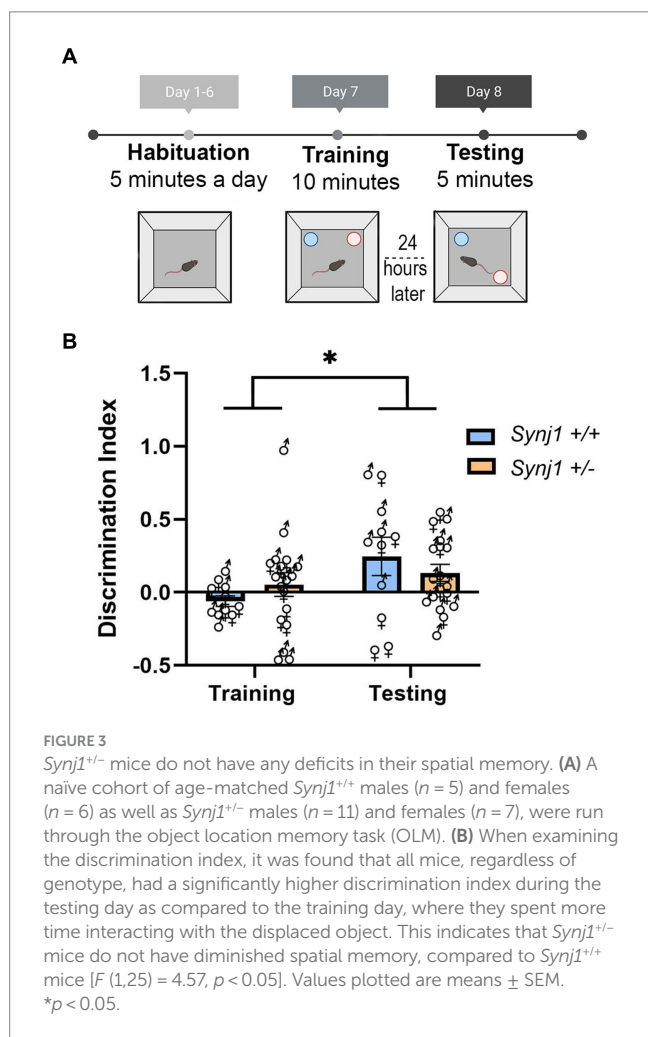 A
Day 1-6
Day 7
Day 8
Habituation
Training
Testing
5 minutes a day
10 minutes
5 minutes
24
hours
later
B
*
1.5
1.0
0.5
0.0
-0.5
Discrimination Index
Synj1 +/+
Synj1 +/-
Training
Testing
FIGURE 3
Synj1+/− mice do not have any deficits in their spatial memory. (A) A
naïve cohort of age-matched Synj1+/+ males (n = 5) and females
(n = 6) as well as Synj1+/− males (n = 11) and females (n = 7), were run
through the object location memory task (OLM). (B) When examining
the discrimination index, it was found that all mice, regardless of
genotype, had a significantly higher discrimination index during the
testing day as compared to the training day, where they spent more
time interacting with the displaced object. This indicates that Synj1+/−
mice do not have diminished spatial memory, compared to Synj1+/+
mice [F (1,25) = 4.57, p < 0.05]. Values plotted are means ± SEM.
*p < 0.05.